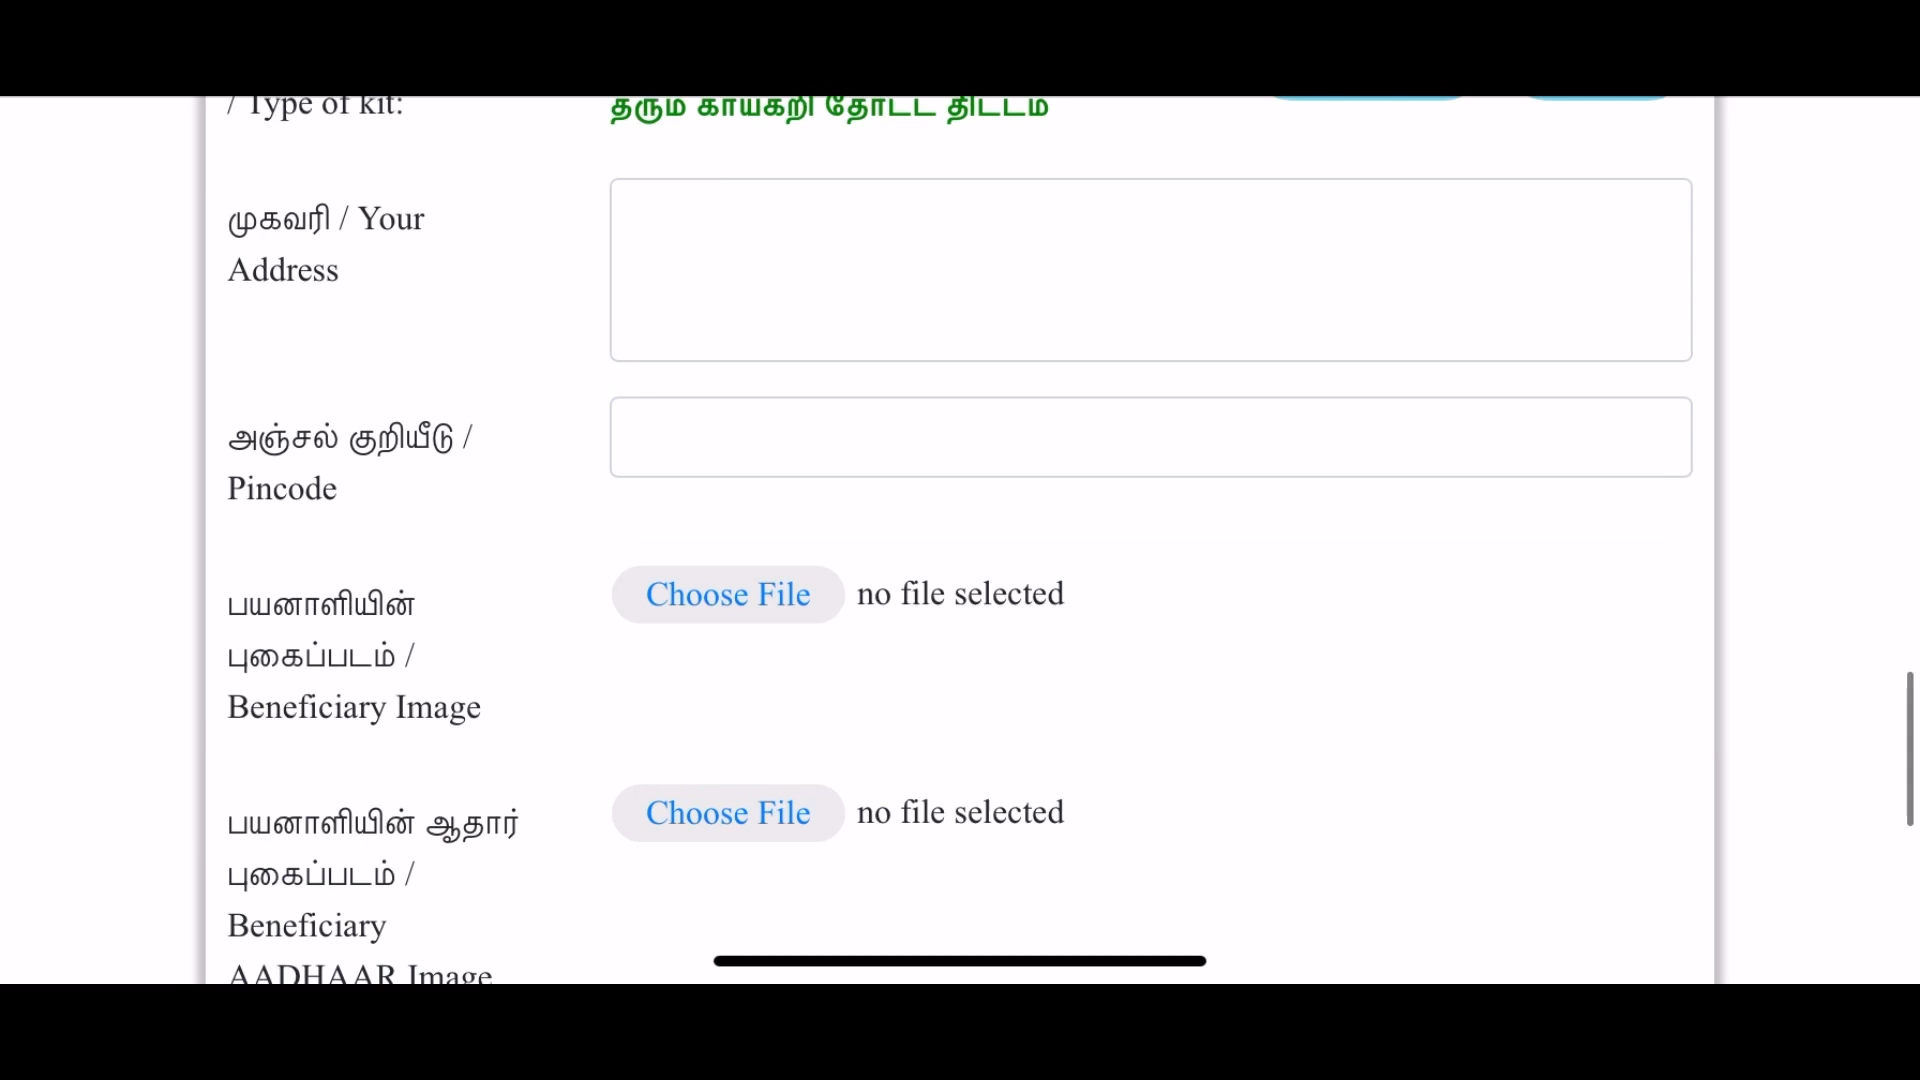 / Type of kit:
தரும் காய்கறி தோட்ட திட்டம்
முகவரி / Your
Address
அஞ்சல் குறியீடு /
Pincode
பயனாளியின்
புகைப்படம் /
Beneficiary Image
Choose File no file selected
பயனாளியின் ஆதார்
புகைப்படம் /
Beneficiary
AADHAAR Image
Choose File no file selected